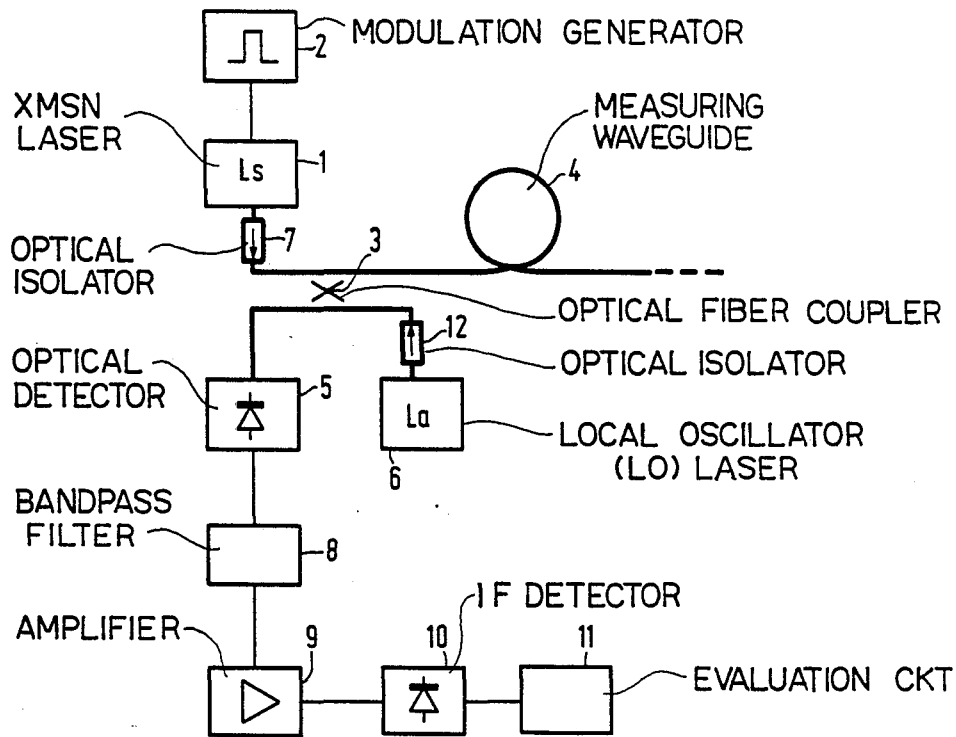 MODULATION GENERATOR
2
XMSN
LASER
Ls
1
MEASURING
WAVEGUIDE
4
OPTICAL
ISOLATOR
7
3
OPTICAL FIBER COUPLER
12
OPTICAL ISOLATOR
OPTICAL
DETECTOR
5
La
6
LOCAL OSCILLATOR
(LO) LASER
BANDPASS
FILTER
8
IF DETECTOR
AMPLIFIER
9
10
11
EVALUATION CKT